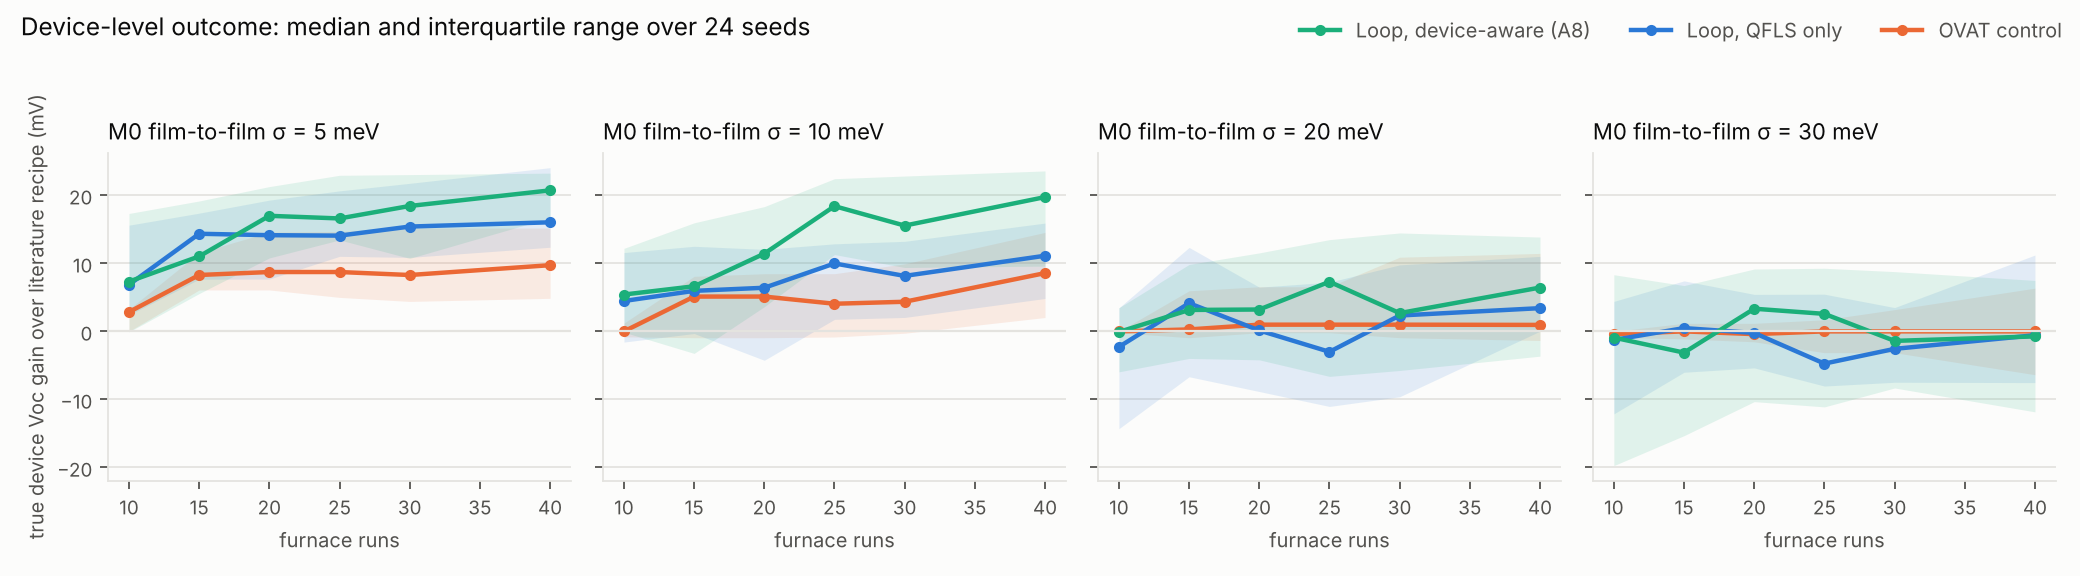 Device-level outcome: median and interquartile range over 24 seeds
Loop, device-aware (A8)
Loop, QFLS only
OVAT control
true device Voc gain over literature recipe (mV)
M0 film-to-film σ = 5 meV
20
10
0
−10
−20
10 15 20 25 30 35 40
furnace runs
M0 film-to-film σ = 10 meV
10 15 20 25 30 35 40
furnace runs
M0 film-to-film σ = 20 meV
10 15 20 25 30 35 40
furnace runs
M0 film-to-film σ = 30 meV
10 15 20 25 30 35 40
furnace runs